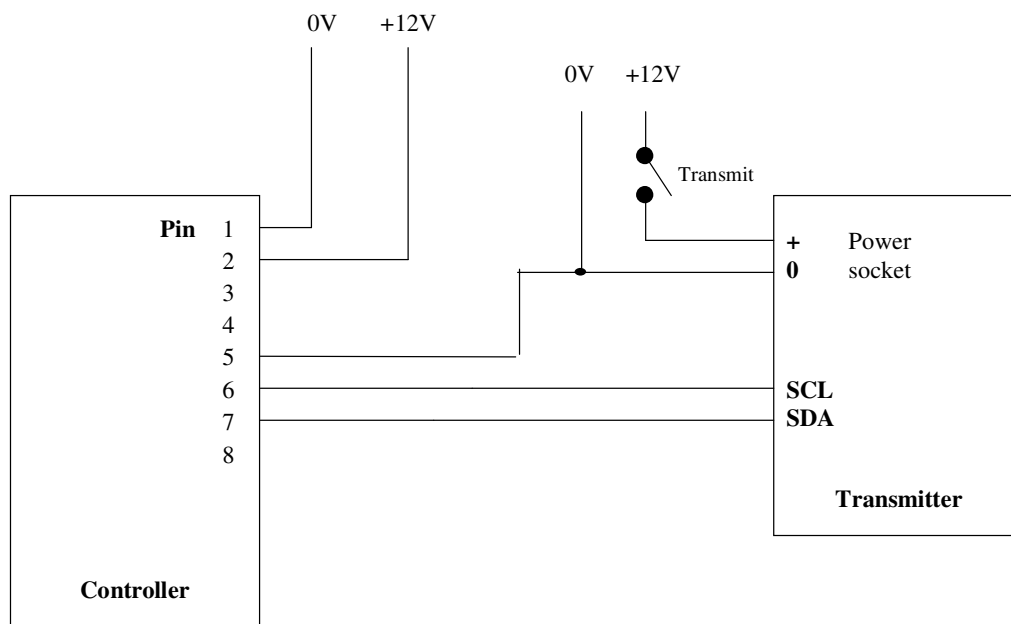 0V +12V
0V +12V
Transmit
Pin 1
2
3
4
5
6
7
8
Controller
+ Power
0 socket
SCL
SDA
Transmitter